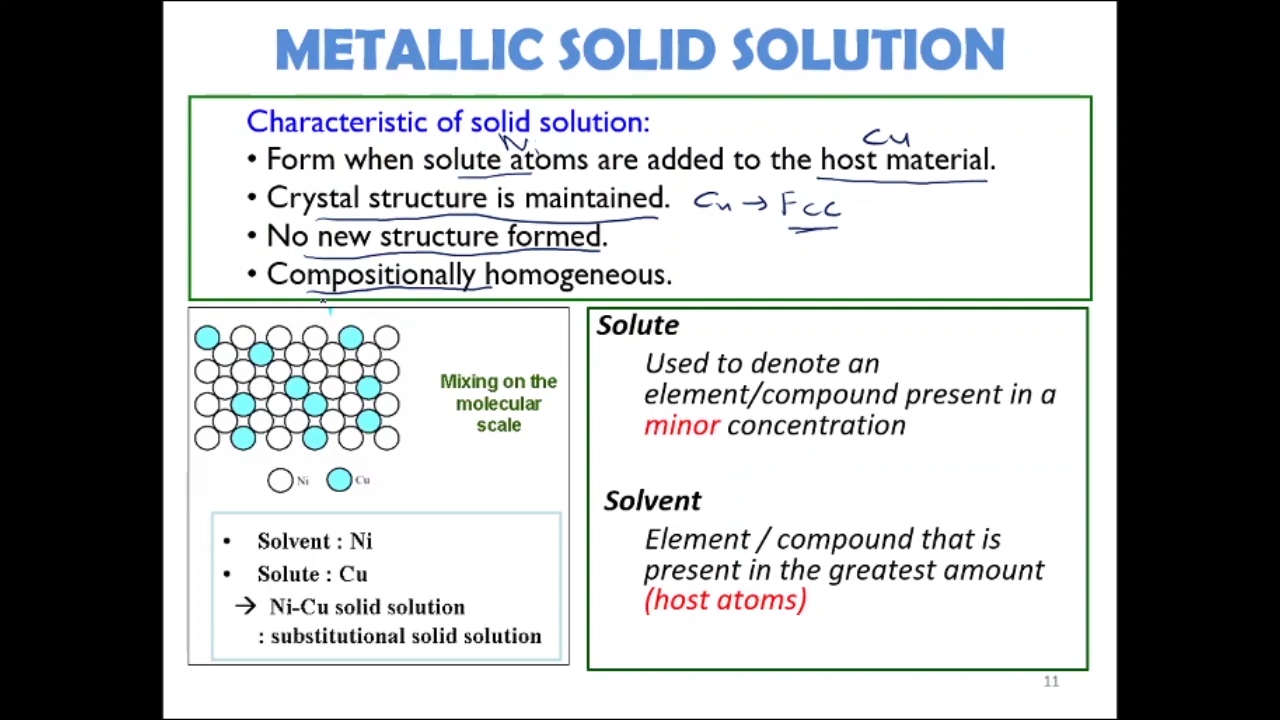 METALLIC SOLID SOLUTION
Characteristic of solid solution:
Ni
Cu
• Form when solute atoms are added to the host material.
• Crystal structure is maintained. Cu → FCC
• No new structure formed.
• Compositionally homogeneous.
Mixing on the
molecular
scale
Ni Cu
• Solvent : Ni
• Solute : Cu
→ Ni-Cu solid solution
: substitutional solid solution
Solute
Used to denote an
element/compound present in a
minor concentration
Solvent
Element / compound that is
present in the greatest amount
(host atoms)
11